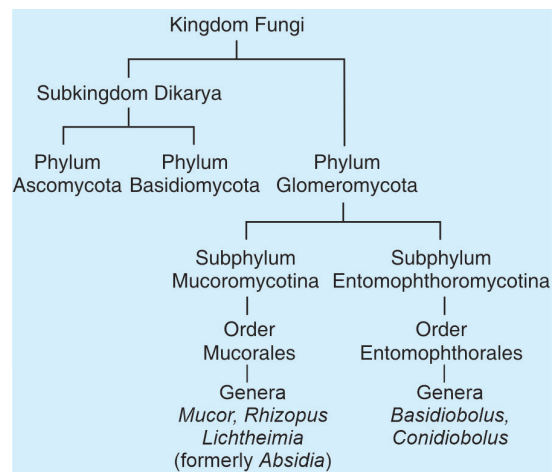 Kingdom Fungi
Subkingdom Dikarya
Phylum
Ascomycota
Phylum
Basidiomycota
Phylum
Glomeromycota
Subphylum
Mucoromycotina
Subphylum
Entomophthoromycotina
Order
Mucorales
Order
Entomophthorales
Genera
Mucor, Rhizopus
Lichtheimia
(formerly Absidia)
Genera
Basidiobolus,
Conidiobolus